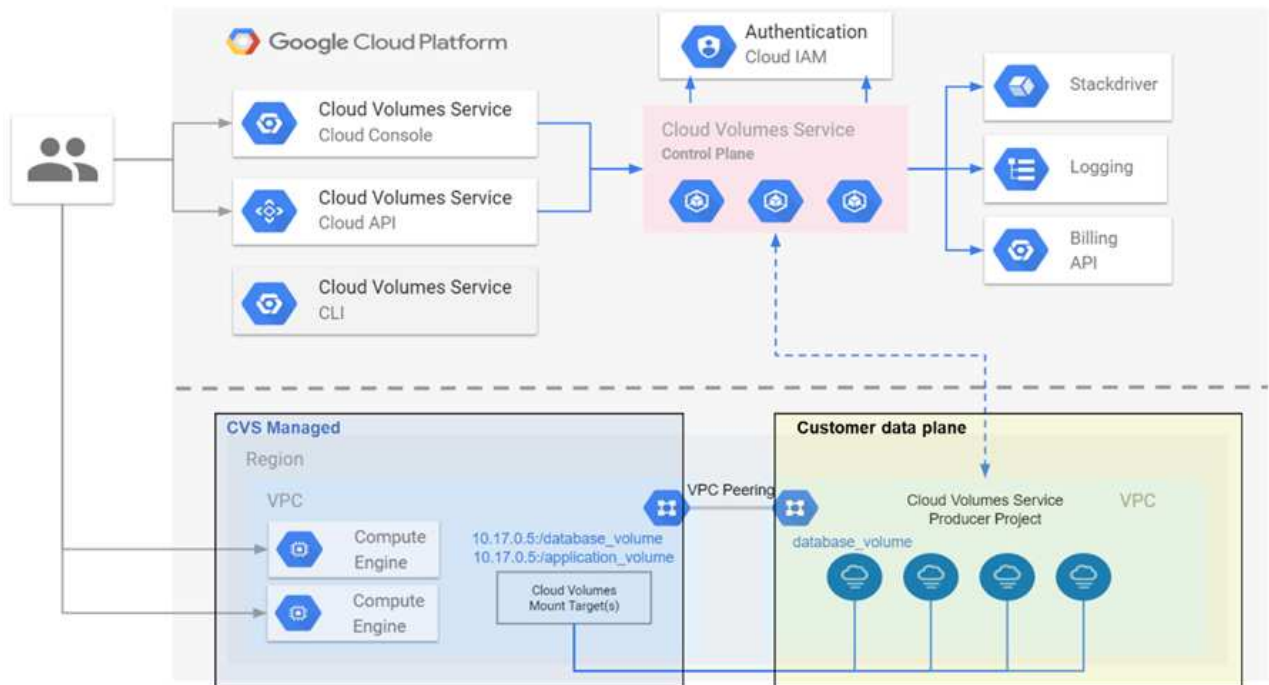 Google Cloud Platform
Authentication
Cloud IAM
Cloud Volumes Service
Cloud Console
Cloud Volumes Service
Cloud API
Cloud Volumes Service
CLI
Cloud Volumes Service
Control Plane
Stackdriver
Logging
Billing
API
CVS Managed
Region
VPC
Compute
Engine
Compute
Engine
10.17.0.5:/database_volume
10.17.0.5:/application_volume
Cloud Volumes
Mount Target(s)
VPC Peering
Customer data plane
Cloud Volumes Service
Producer Project
VPC
database_volume